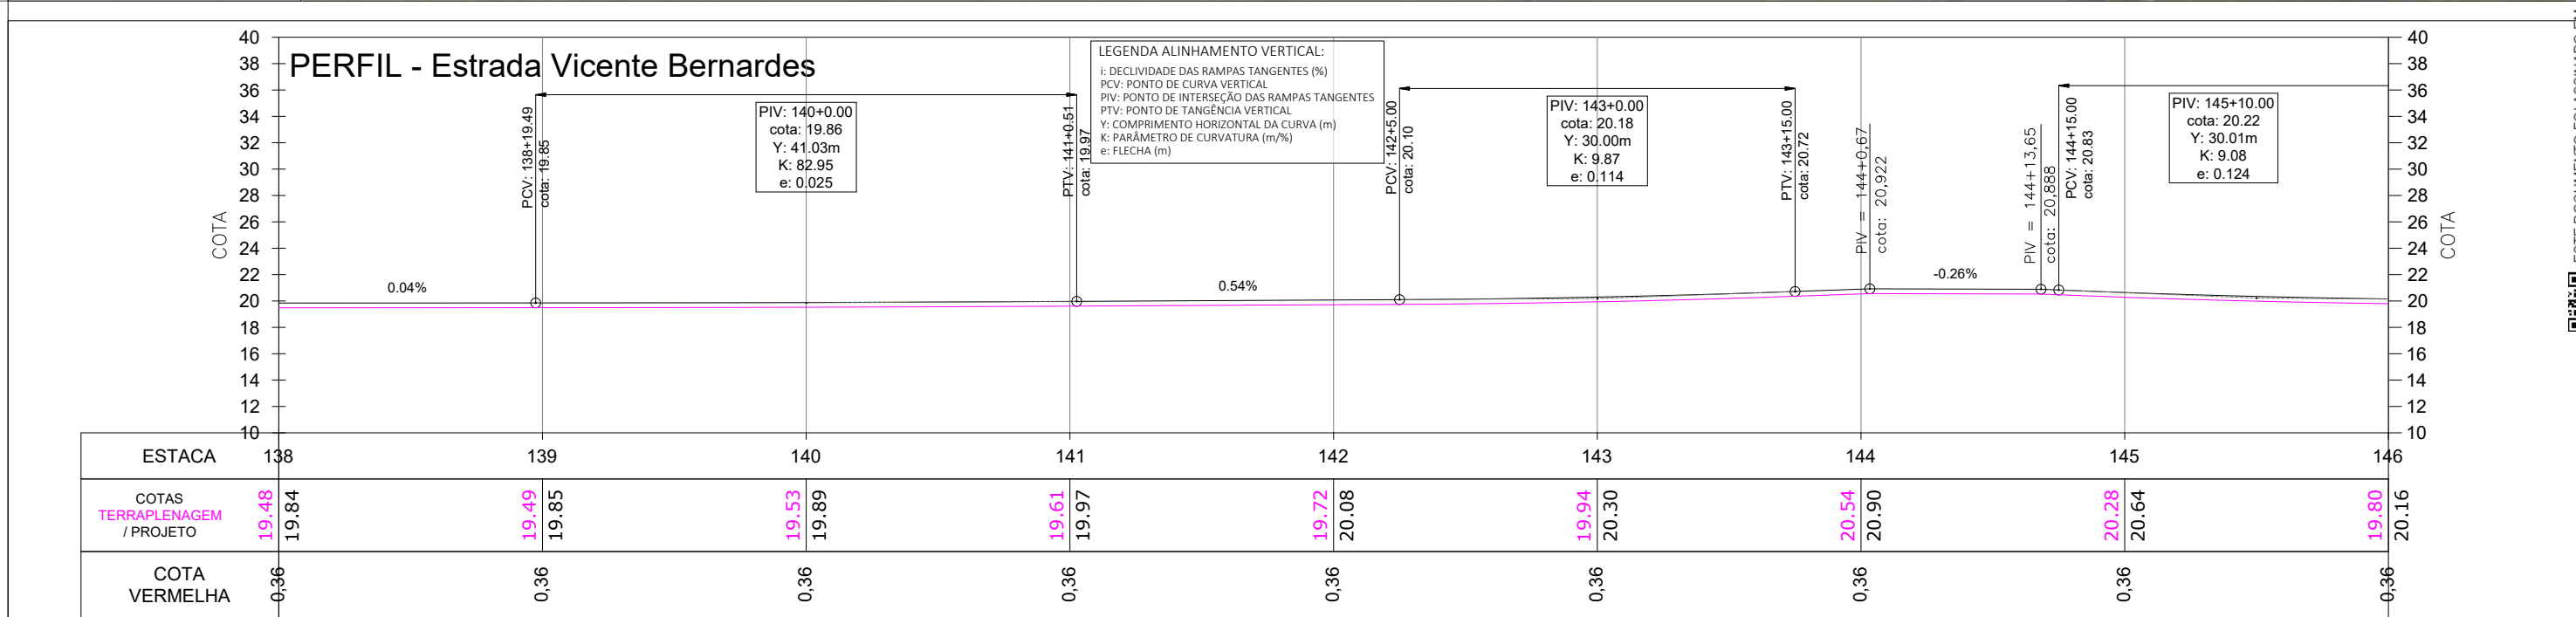 PERFIL - Estrada Vicente Bernardes
LEGENDA ALINHAMENTO VERTICAL:
i: DECLIVIDADE DAS RAMPAS TANGENTES (%)
PCV: PONTO DE CURVA VERTICAL
PIV: PONTO DE INTERSEÇÃO DAS RAMPAS TANGENTES
PTV: PONTO DE TANGÊNCIA VERTICAL
Y: COMPRIMENTO HORIZONTAL DA CURVA (m)
K: PARÂMETRO DE CURVATURA (m/%)
e: FLECHA (m)
40
38
36
34
32
30
28
26
24
22
20
18
16
14
12
10
COTA
PCV: 138+19.49
cota: 19.85
PIV: 140+0.00
cota: 19.86
Y: 41.03m
K: 82.95
e: 0.025
PTV: 141+0.51
cota: 19.97
PCV: 142+5.00
cota: 20.10
PIV: 143+0.00
cota: 20.18
Y: 30.00m
K: 9.87
e: 0.114
PTV: 143+15.00
cota: 20.72
PIV = 144+0,67
cota: 20,922
PIV = 144+13,65
cota: 20,888
PCV: 144+15.00
cota: 20.83
PIV: 145+10.00
cota: 20.22
Y: 30.01m
K: 9.08
e: 0.124
0.04%
0.54%
-0.26%
40
38
36
34
32
30
28
26
24
22
20
18
16
14
12
10
COTA
ESTACA 138 139 140 141 142 143 144 145 146
COTAS
TERRAPLENAGEM
/ PROJETO
19.48 19.49 19.53 19.61 19.72 19.94 20.54 20.28 19.80
19.84 19.85 19.89 19.97 20.08 20.30 20.90 20.64 20.16
COTA
VERMELHA
0,36 0,36 0,36 0,36 0,36 0,36 0,36 0,36 0,36